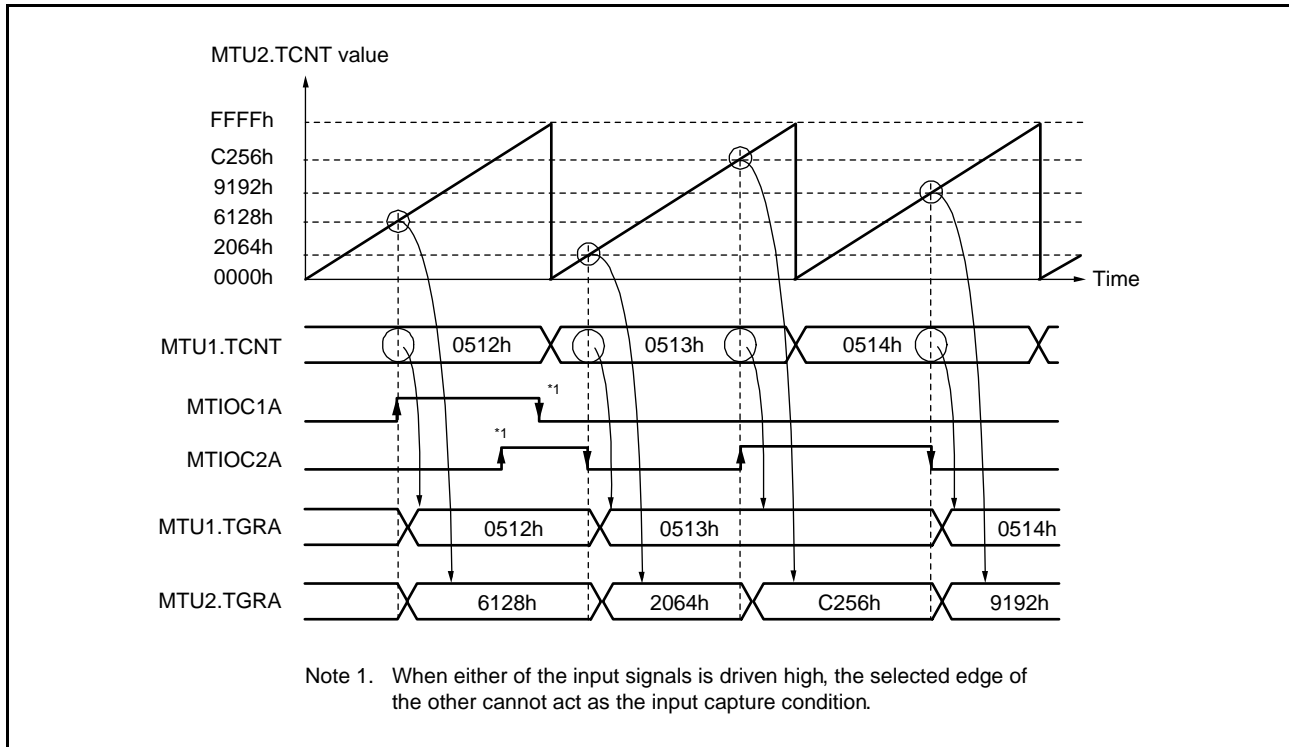 MTU2.TCNT value
FFFFh
C256h
9192h
6128h
2064h
0000h
Time
MTU1.TCNT 0512h 0513h 0514h
MTIOC1A *1
MTIOC2A *1
MTU1.TGRA 0512h 0513h 0514h
MTU2.TGRA 6128h 2064h C256h 9192h
Note 1. When either of the input signals is driven high, the selected edge of
the other cannot act as the input capture condition.